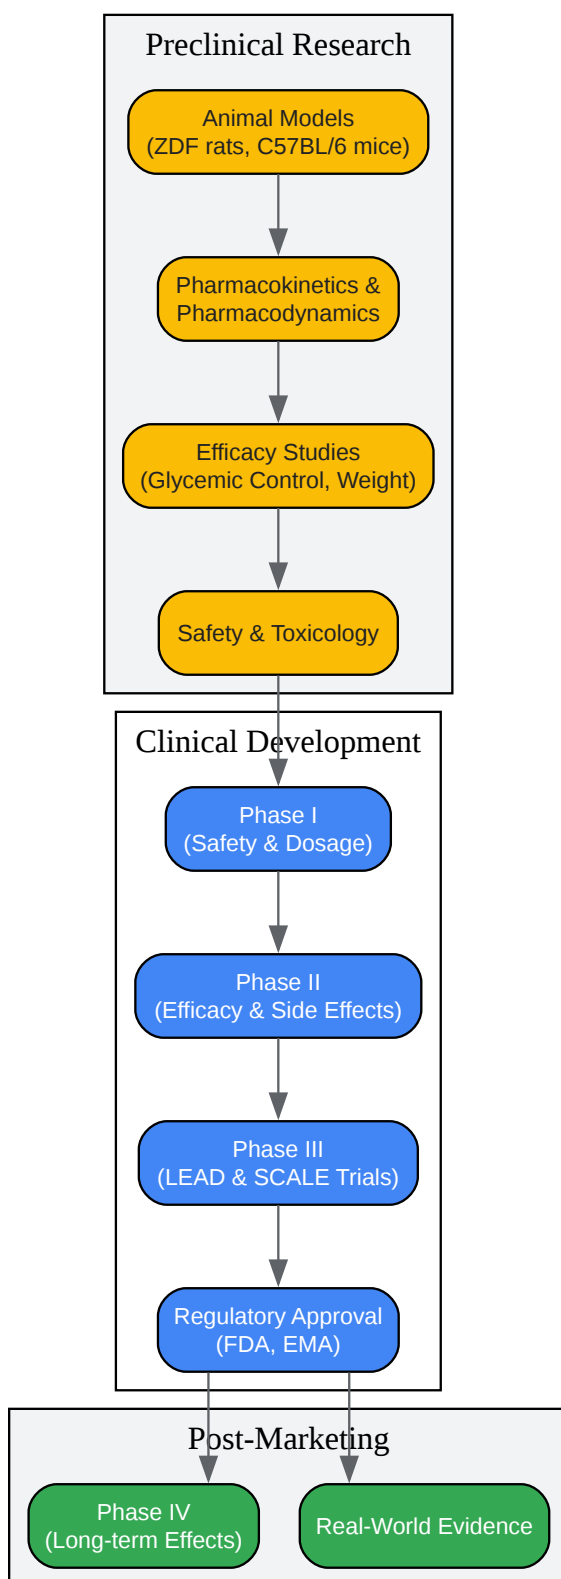 Preclinical Research
Animal Models
(ZDF rats, C57BL/6 mice)
Pharmacokinetics &
Pharmacodynamics
Efficacy Studies
(Glycemic Control, Weight)
Safety & Toxicology
Clinical Development
Phase I
(Safety & Dosage)
Phase II
(Efficacy & Side Effects)
Phase III
(LEAD & SCALE Trials)
Regulatory Approval
(FDA, EMA)
Post-Marketing
Phase IV
(Long-term Effects)
Real-World Evidence